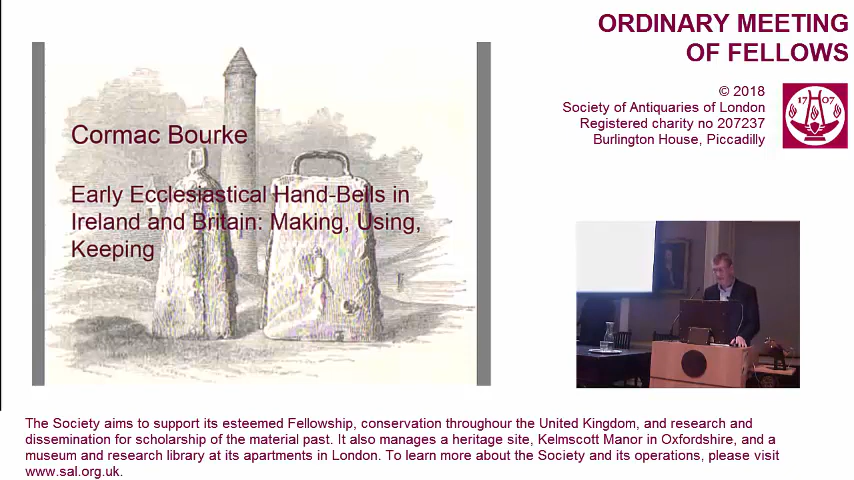 ORDINARY MEETING
OF FELLOWS
© 2018
Society of Antiquaries of London
Registered charity no 207237
Burlington House, Piccadilly
17 07
Cormac Bourke
Early Ecclesiastical Hand-Bells in
Ireland and Britain: Making, Using,
Keeping
The Society aims to support its esteemed Fellowship, conservation throughour the United Kingdom, and research and
dissemination for scholarship of the material past. It also manages a heritage site, Kelmscott Manor in Oxfordshire, and a
museum and research library at its apartments in London. To learn more about the Society and its operations, please visit
www.sal.org.uk.